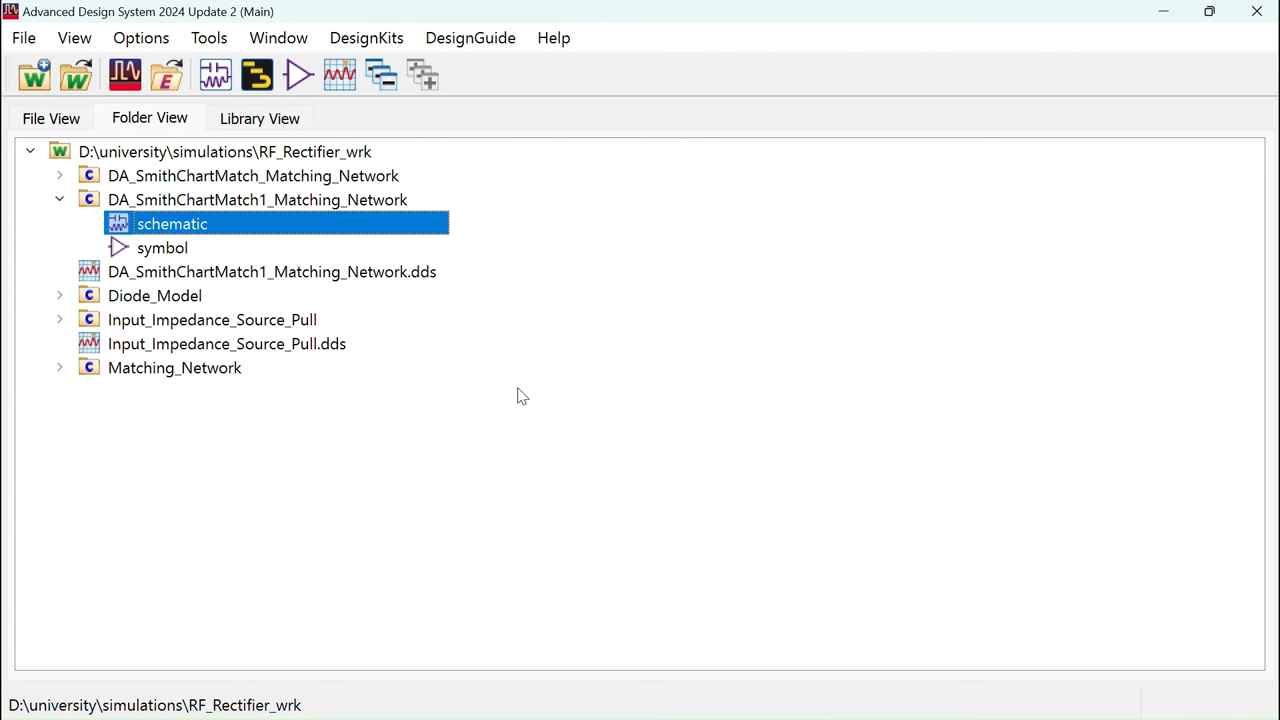 Advanced Design System 2024 Update 2 (Main)
File View Options Tools Window DesignKits DesignGuide Help
File View Folder View Library View
D:\university\simulations\RF_Rectifier_wrk
DA_SmithChartMatch_Matching_Network
DA_SmithChartMatch1_Matching_Network
schematic
symbol
DA_SmithChartMatch1_Matching_Network.dds
Diode_Model
Input_Impedance_Source_Pull
Input_Impedance_Source_Pull.dds
Matching_Network
D:\university\simulations\RF_Rectifier_wrk